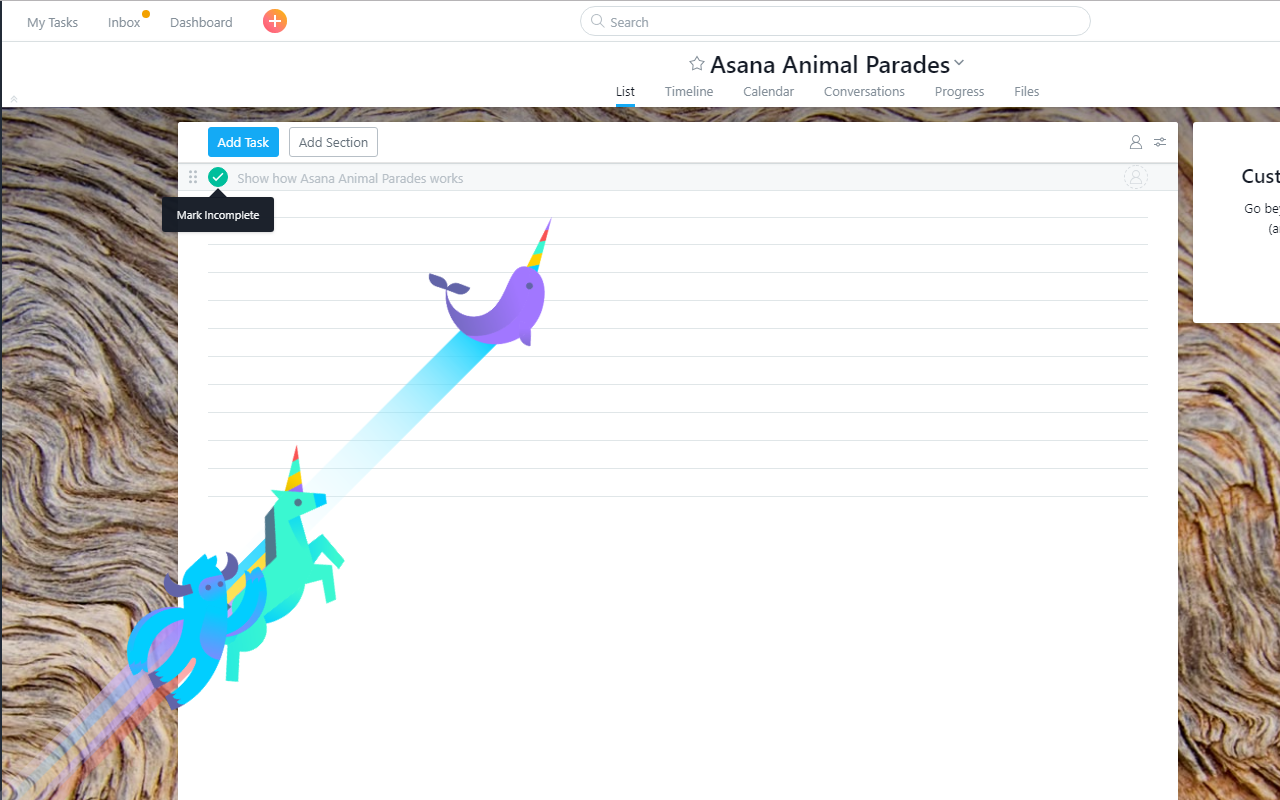 My Tasks Inbox Dashboard Search
Asana Animal Parades
List Timeline Calendar Conversations Progress Files
Add Task Add Section
Show how Asana Animal Parades works
Mark Incomplete
Cust
Go bey
(a